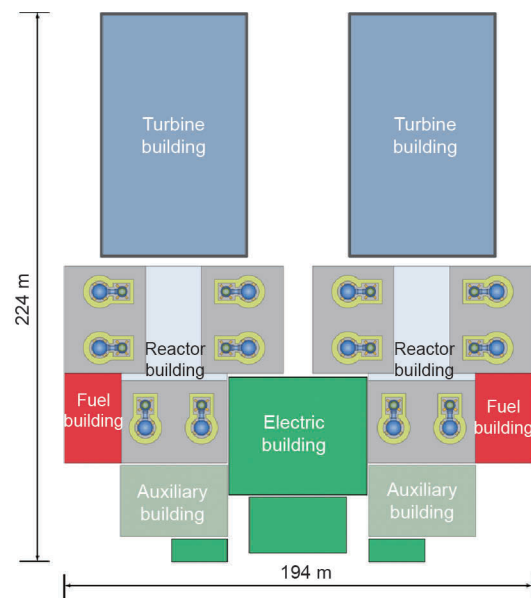 Turbine
building
Turbine
building
224 m
Reactor
building
Reactor
building
Fuel
building
Electric
building
Fuel
building
Auxiliary
building
Auxiliary
building
194 m